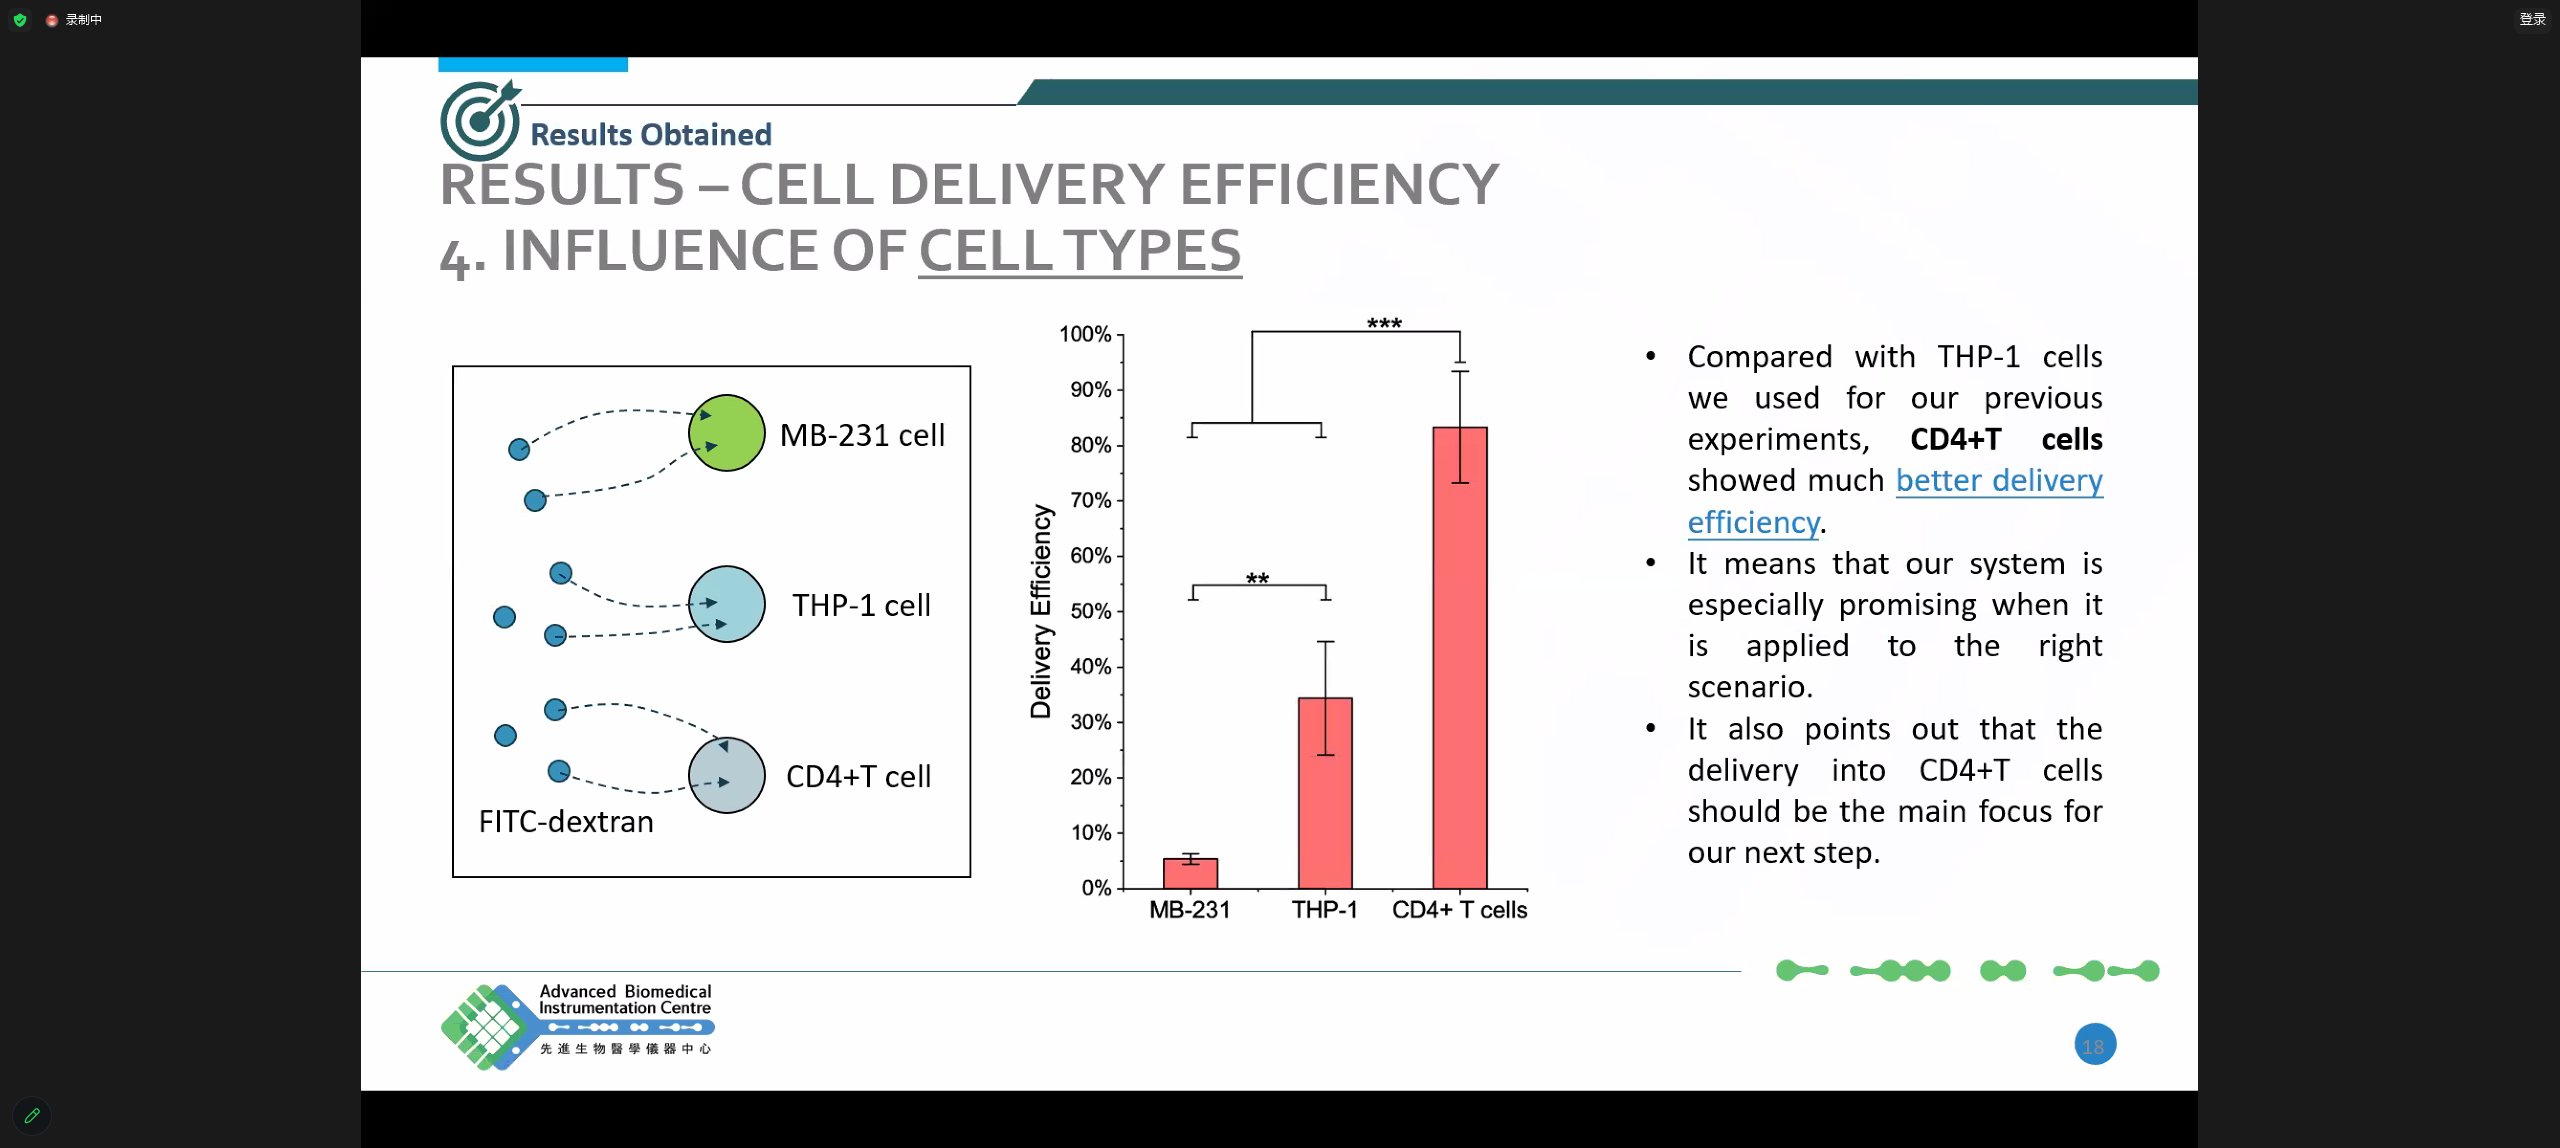 录制中
登录
Results Obtained
RESULTS – CELL DELIVERY EFFICIENCY
4. INFLUENCE OF CELL TYPES
MB-231 cell
THP-1 cell
CD4+T cell
FITC-dextran
Delivery Efficiency
100%
90%
80%
70%
60%
50%
40%
30%
20%
10%
0%
***
**
MB-231
THP-1
CD4+ T cells
• Compared with THP-1 cells
we used for our previous
experiments, CD4+T cells
showed much better delivery
efficiency.
• It means that our system is
especially promising when it
is applied to the right
scenario.
• It also points out that the
delivery into CD4+T cells
should be the main focus for
our next step.
Advanced Biomedical
Instrumentation Centre
先進生物醫學儀器中心
18